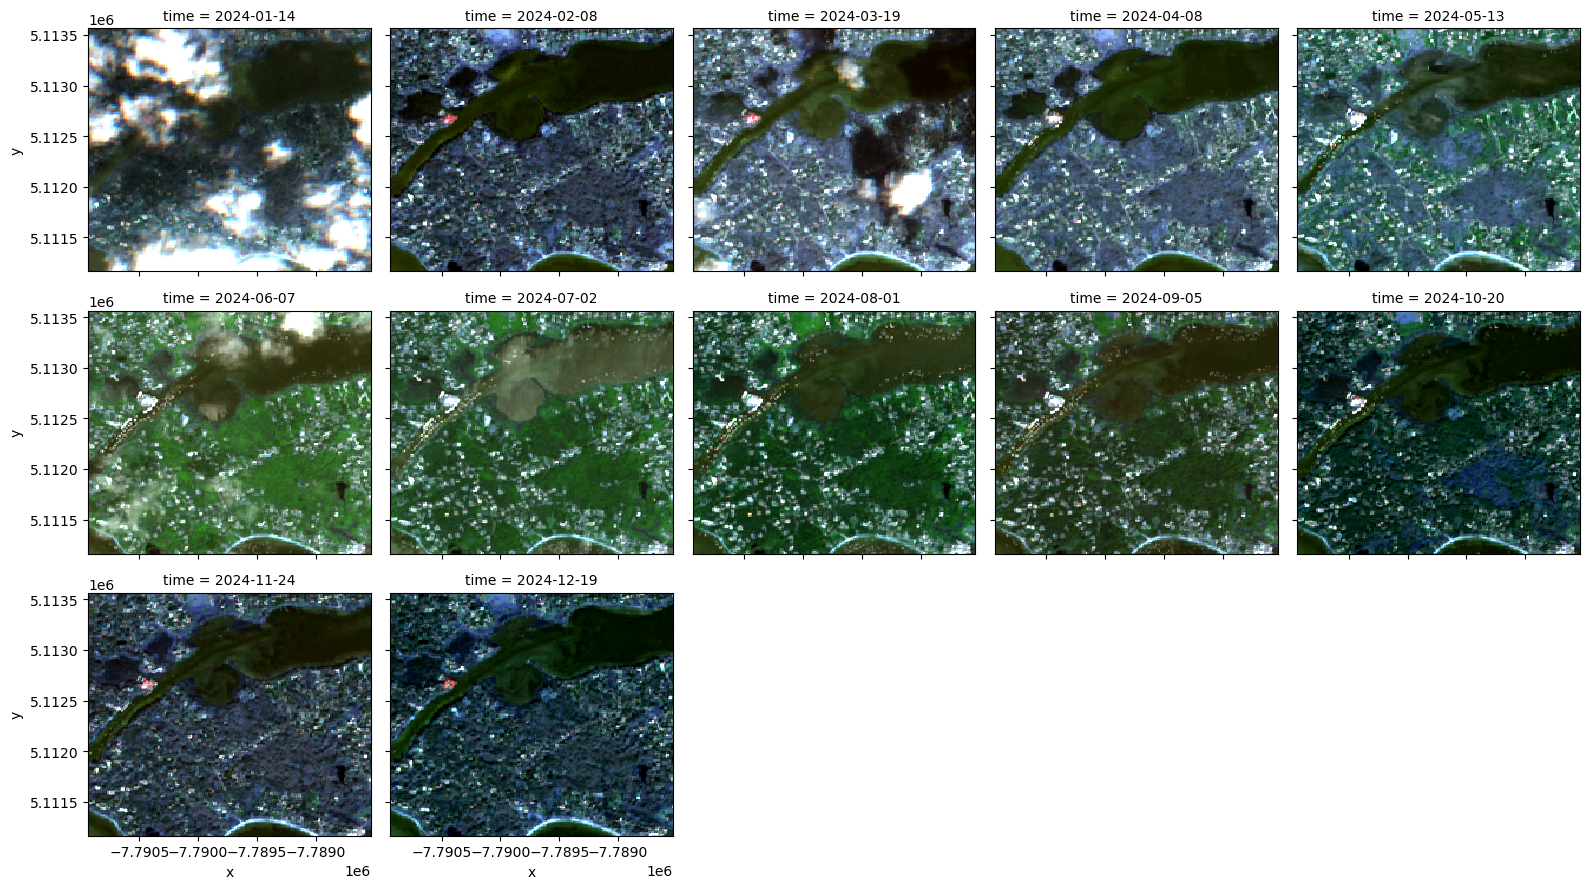 time = 2024-01-14 time = 2024-02-08 time = 2024-03-19 time = 2024-04-08 time = 2024-05-13
1e6
5.1135
5.1130
5.1125
y
5.1120
5.1115
time = 2024-06-07 time = 2024-07-02 time = 2024-08-01 time = 2024-09-05 time = 2024-10-20
1e6
5.1135
5.1130
5.1125
y
5.1120
5.1115
time = 2024-11-24 time = 2024-12-19
1e6
5.1135
5.1130
5.1125
y
5.1120
5.1115
−7.7905 −7.7900 −7.7895 −7.7890 −7.7905 −7.7900 −7.7895 −7.7890
x 1e6 x 1e6